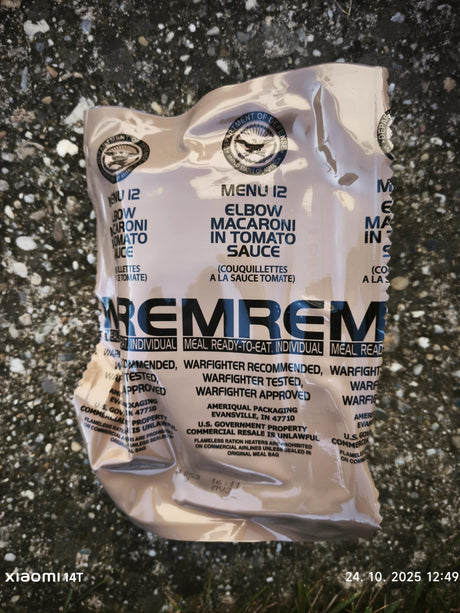 MENU 12
ELBOW
MACARONI
IN TOMATO
SAUCE
(COUQUILLETTES
A LA SAUCE TOMATE)
MREMREM
MEAL READY-TO-EAT, INDIVIDUAL
WARFIGHTER RECOMMENDED,
WARFIGHTER TESTED,
WARFIGHTER APPROVED
AMERIQUAL PACKAGING
EVANSVILLE, IN 47710
U.S. GOVERNMENT PROPERTY
COMMERCIAL RESALE IS UNLAWFUL
FLAMELESS RATION HEATERS ARE PROHIBITED
ON COMMERCIAL AIRLINES UNLESS SEALED IN
ORIGINAL MEAL BAG
XIAOMI 14T
24. 10. 2025 12:49